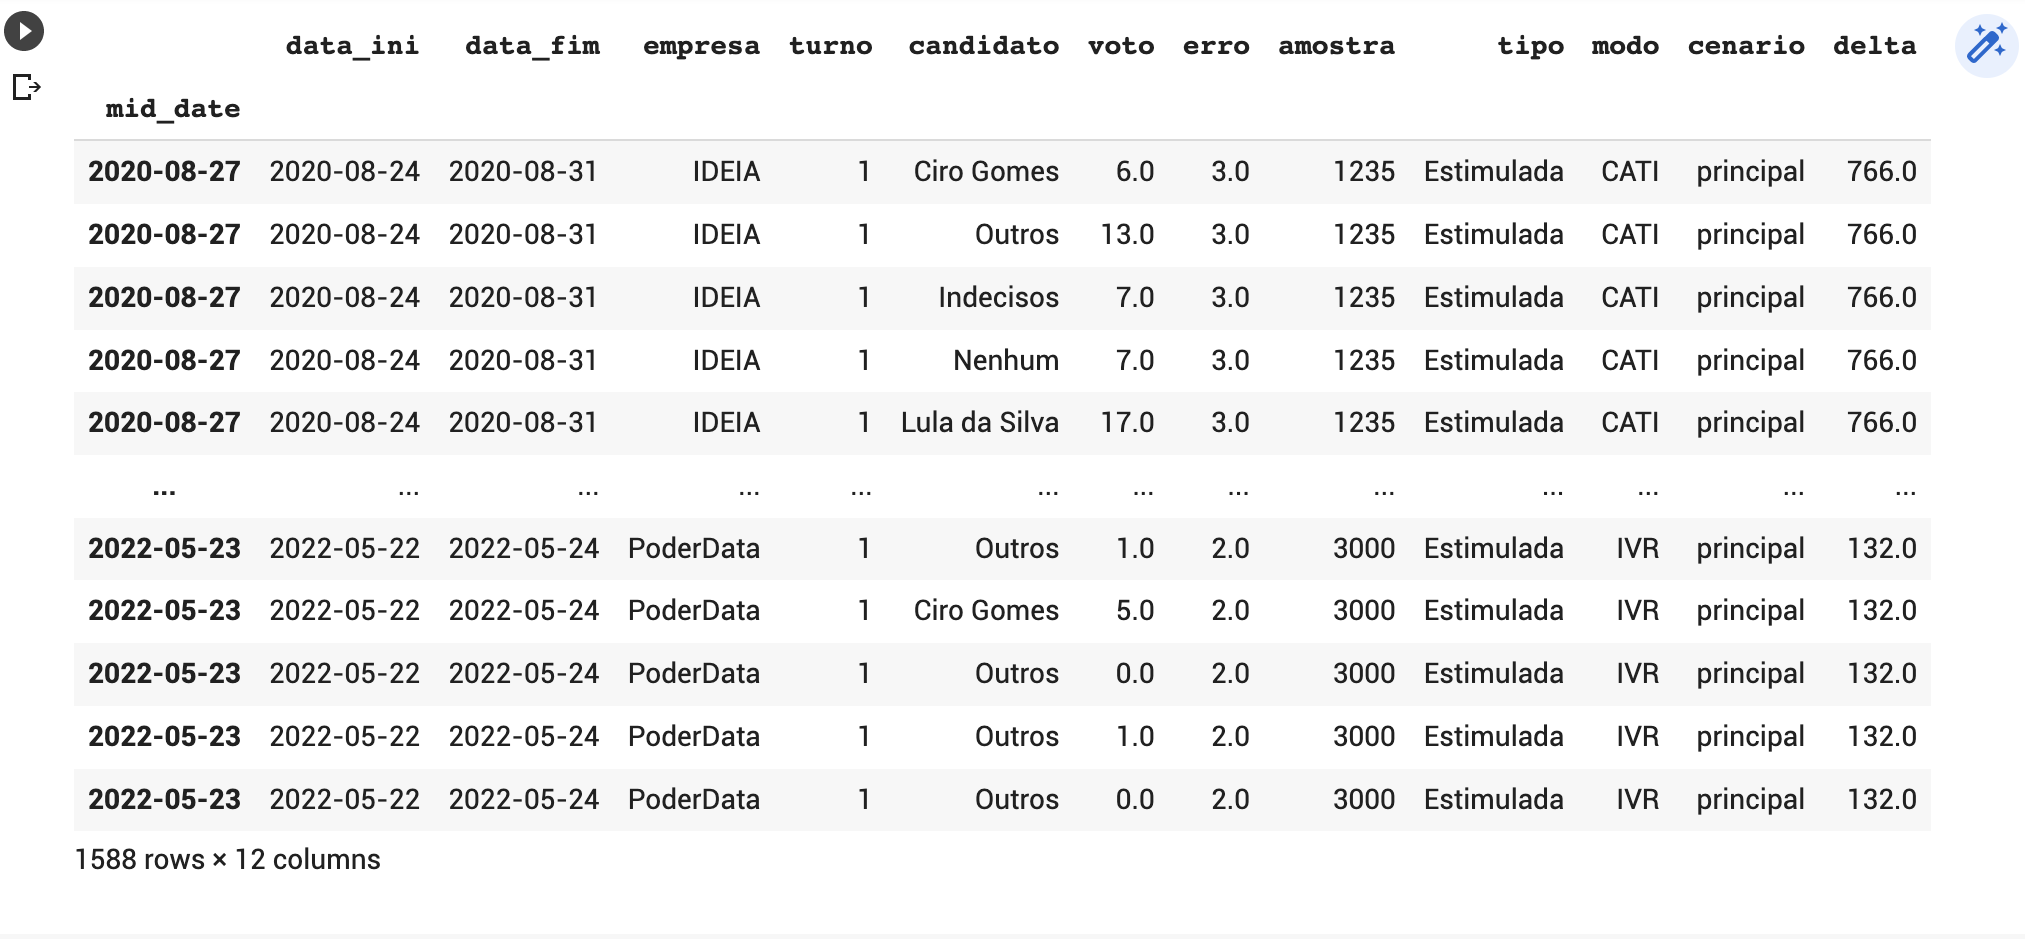 data_ini data_fim empresa turno candidato voto erro amostra tipo modo cenario delta
mid_date
2020-08-27 2020-08-24 2020-08-31 IDEIA 1 Ciro Gomes 6.0 3.0 1235 Estimulada CATI principal 766.0
2020-08-27 2020-08-24 2020-08-31 IDEIA 1 Outros 13.0 3.0 1235 Estimulada CATI principal 766.0
2020-08-27 2020-08-24 2020-08-31 IDEIA 1 Indecisos 7.0 3.0 1235 Estimulada CATI principal 766.0
2020-08-27 2020-08-24 2020-08-31 IDEIA 1 Nenhum 7.0 3.0 1235 Estimulada CATI principal 766.0
2020-08-27 2020-08-24 2020-08-31 IDEIA 1 Lula da Silva 17.0 3.0 1235 Estimulada CATI principal 766.0
... ... ... ... ... ... ... ... ... ... ... ... ...
2022-05-23 2022-05-22 2022-05-24 PoderData 1 Outros 1.0 2.0 3000 Estimulada IVR principal 132.0
2022-05-23 2022-05-22 2022-05-24 PoderData 1 Ciro Gomes 5.0 2.0 3000 Estimulada IVR principal 132.0
2022-05-23 2022-05-22 2022-05-24 PoderData 1 Outros 0.0 2.0 3000 Estimulada IVR principal 132.0
2022-05-23 2022-05-22 2022-05-24 PoderData 1 Outros 1.0 2.0 3000 Estimulada IVR principal 132.0
2022-05-23 2022-05-22 2022-05-24 PoderData 1 Outros 0.0 2.0 3000 Estimulada IVR principal 132.0
1588 rows × 12 columns